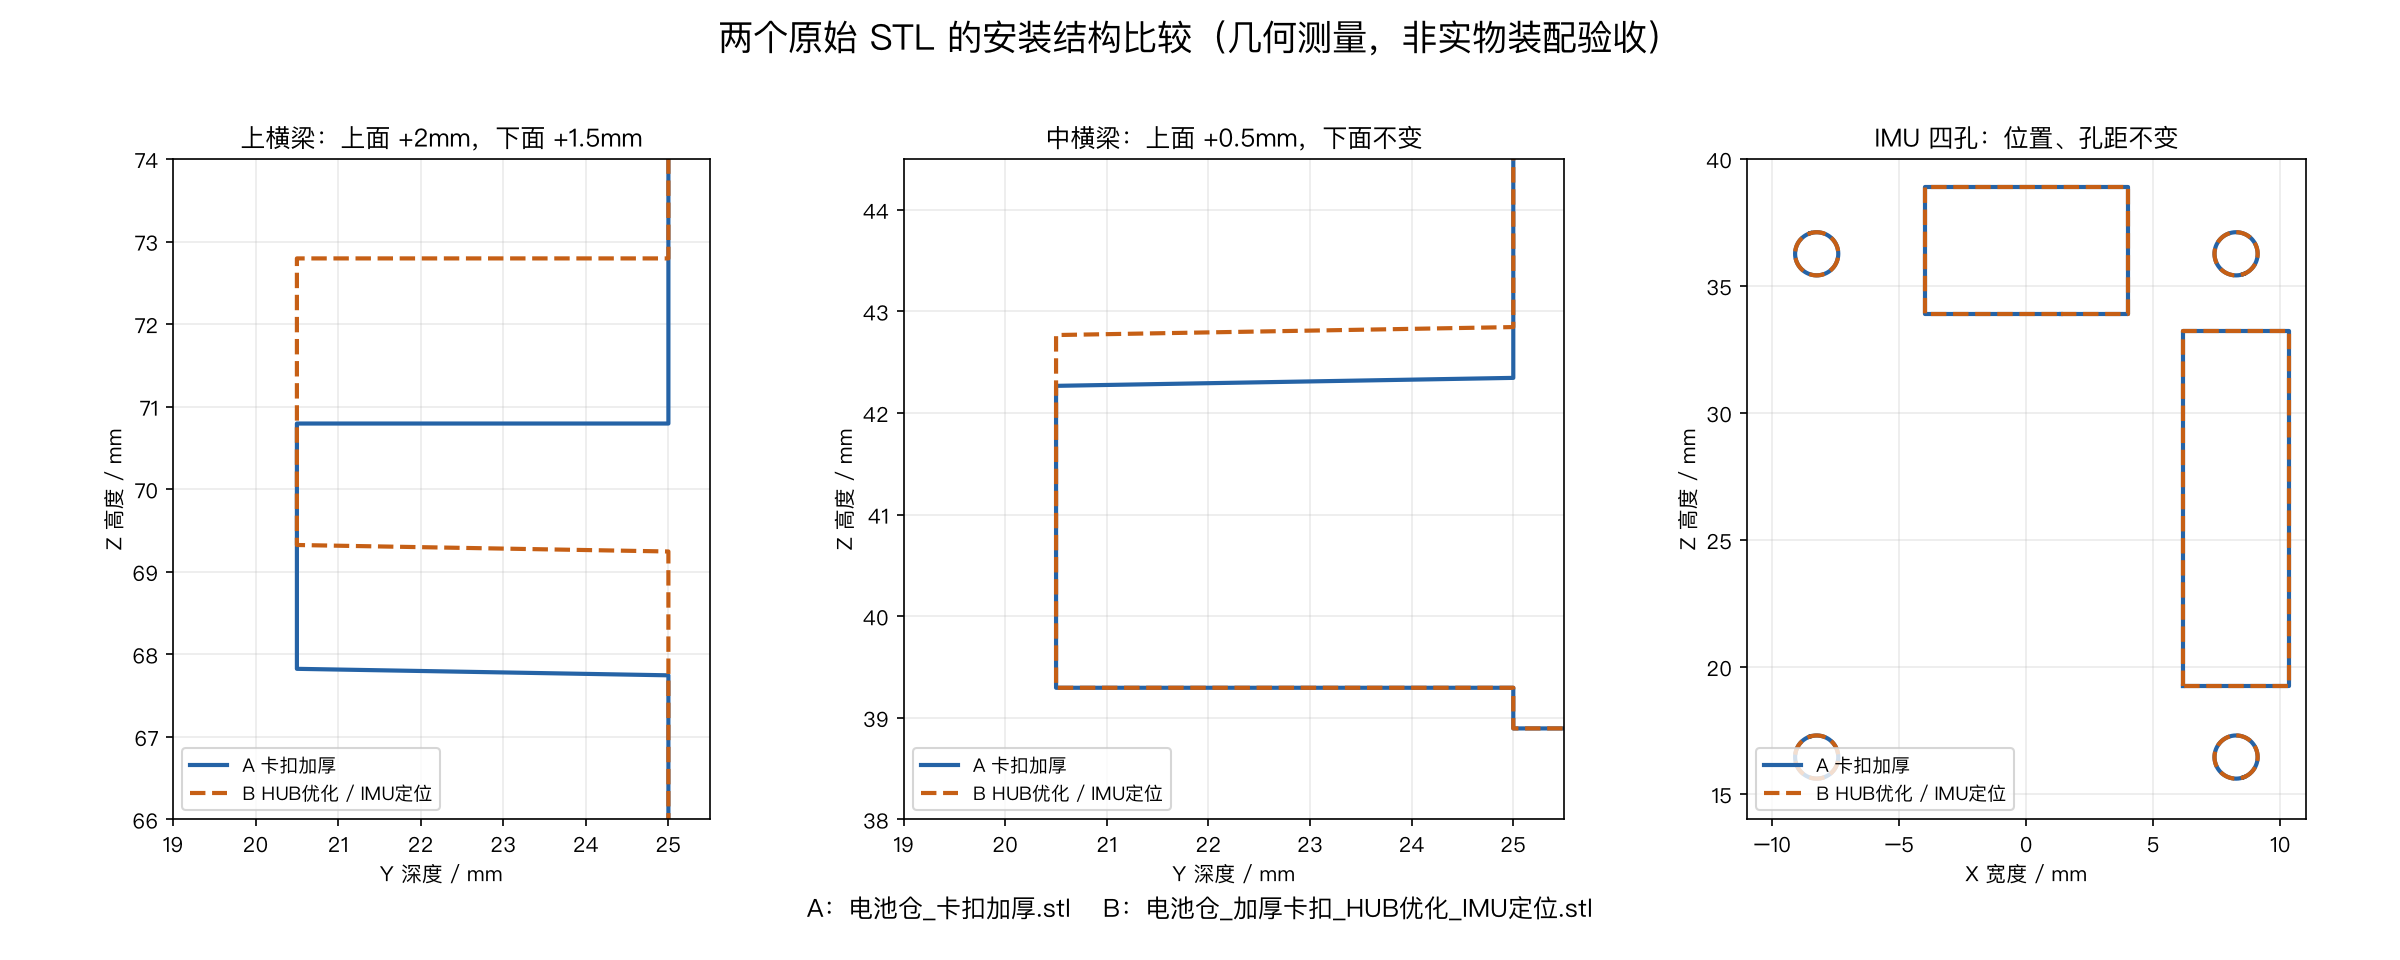 两个原始 STL 的安装结构比较（几何测量，非实物装配验收）
上横梁：上面 +2mm，下面 +1.5mm
74
73
72
71
70
69
68
67
66
Z 高度 / mm
A 卡扣加厚
B HUB优化 / IMU定位
19
20
21
22
23
24
25
Y 深度 / mm
中横梁：上面 +0.5mm，下面不变
44
43
42
41
40
39
38
Z 高度 / mm
A 卡扣加厚
B HUB优化 / IMU定位
19
20
21
22
23
24
25
Y 深度 / mm
IMU 四孔：位置、孔距不变
40
35
30
25
20
15
Z 高度 / mm
A 卡扣加厚
B HUB优化 / IMU定位
−10
−5
0
5
10
X 宽度 / mm
A：电池仓_卡扣加厚.stl B：电池仓_加厚卡扣_HUB优化_IMU定位.stl